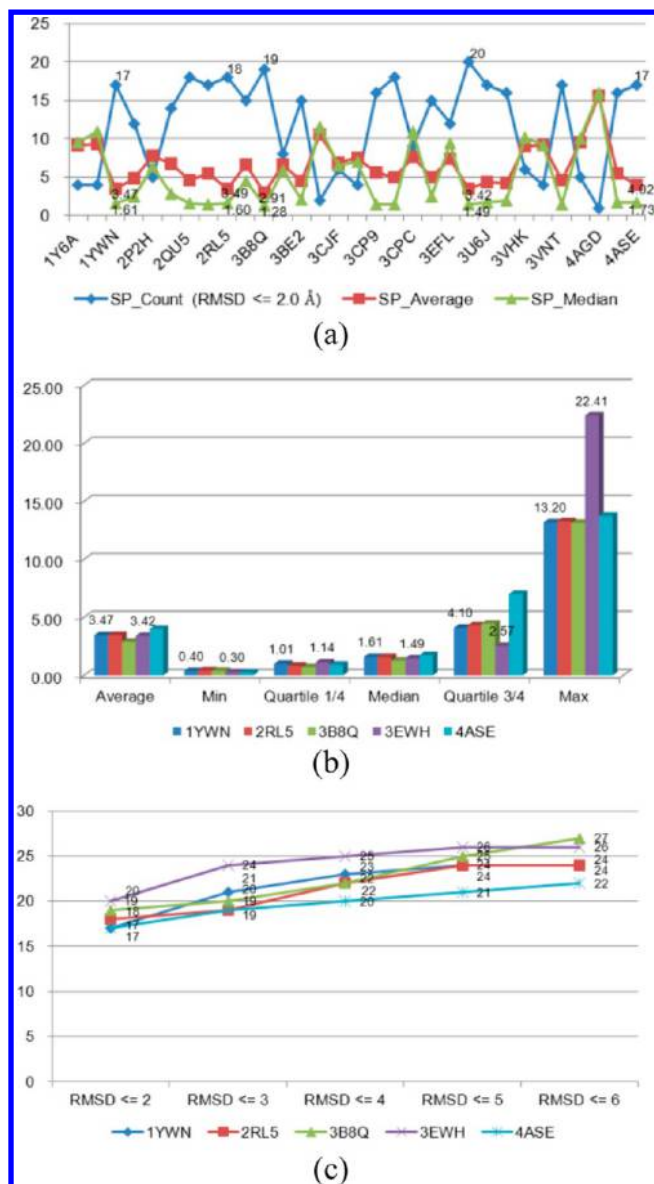 25
20
15
10
5
0
17
18
19
20
17
3.47
1.61
3.49
1.60
2.91
1.28
3.42
1.49
4.02
1.73
1Y6A 1YWN 2P2H 2QU5 2RL5 3B8Q 3BE2 3CJF 3CP9 3CPC 3EFL 3U6J 3VHK 3VNT 4AGD 4ASE
SP_Count (RMSD <= 2.0 Å) SP_Average SP_Median
(a)
25.00
20.00
15.00
10.00
5.00
0.00
3.47 3.42 0.40 0.30 1.01 1.14 1.61 1.49 4.10 2.57 13.20 22.41
Average Min Quartile 1/4 Median Quartile 3/4 Max
1YWN 2RL5 3B8Q 3EWH 4ASE
(b)
30
25
20
15
10
5
0
20 24 25 26 27
19 21 23 25 26
18 20 22 24 24
17 19 22 24 24
17 19 20 21 22
RMSD <= 2 RMSD <= 3 RMSD <= 4 RMSD <= 5 RMSD <= 6
1YWN 2RL5 3B8Q 3EWH 4ASE
(c)